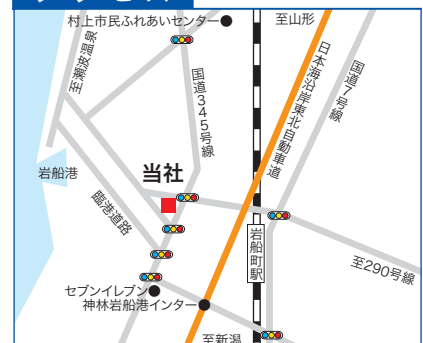 村上市民ふれあいセンター
至山形
至瀬波温泉
国道345号線
日本海沿岸東北自動車道
国道7号線
岩船港
当社
臨港道路
岩船町駅
至290号線
セブンイレブン
神林岩船港インター
至新潟